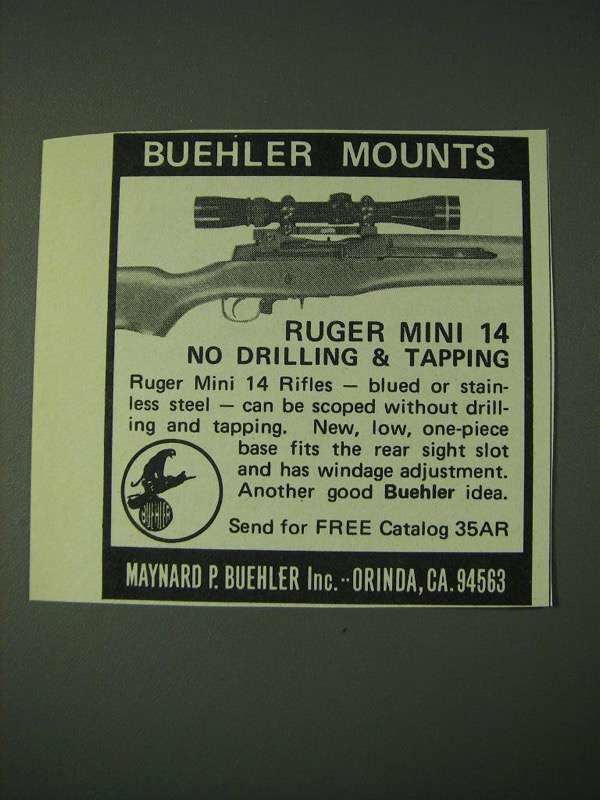 BUEHLER MOUNTS
RUGER MINI 14
NO DRILLING & TAPPING
Ruger Mini 14 Rifles — blued or stain-
less steel — can be scoped without drill-
ing and tapping. New, low, one-piece
base fits the rear sight slot
and has windage adjustment.
Another good Buehler idea.
BUEHLER
Send for FREE Catalog 35AR
MAYNARD P. BUEHLER Inc. ·· ORINDA, CA. 94563